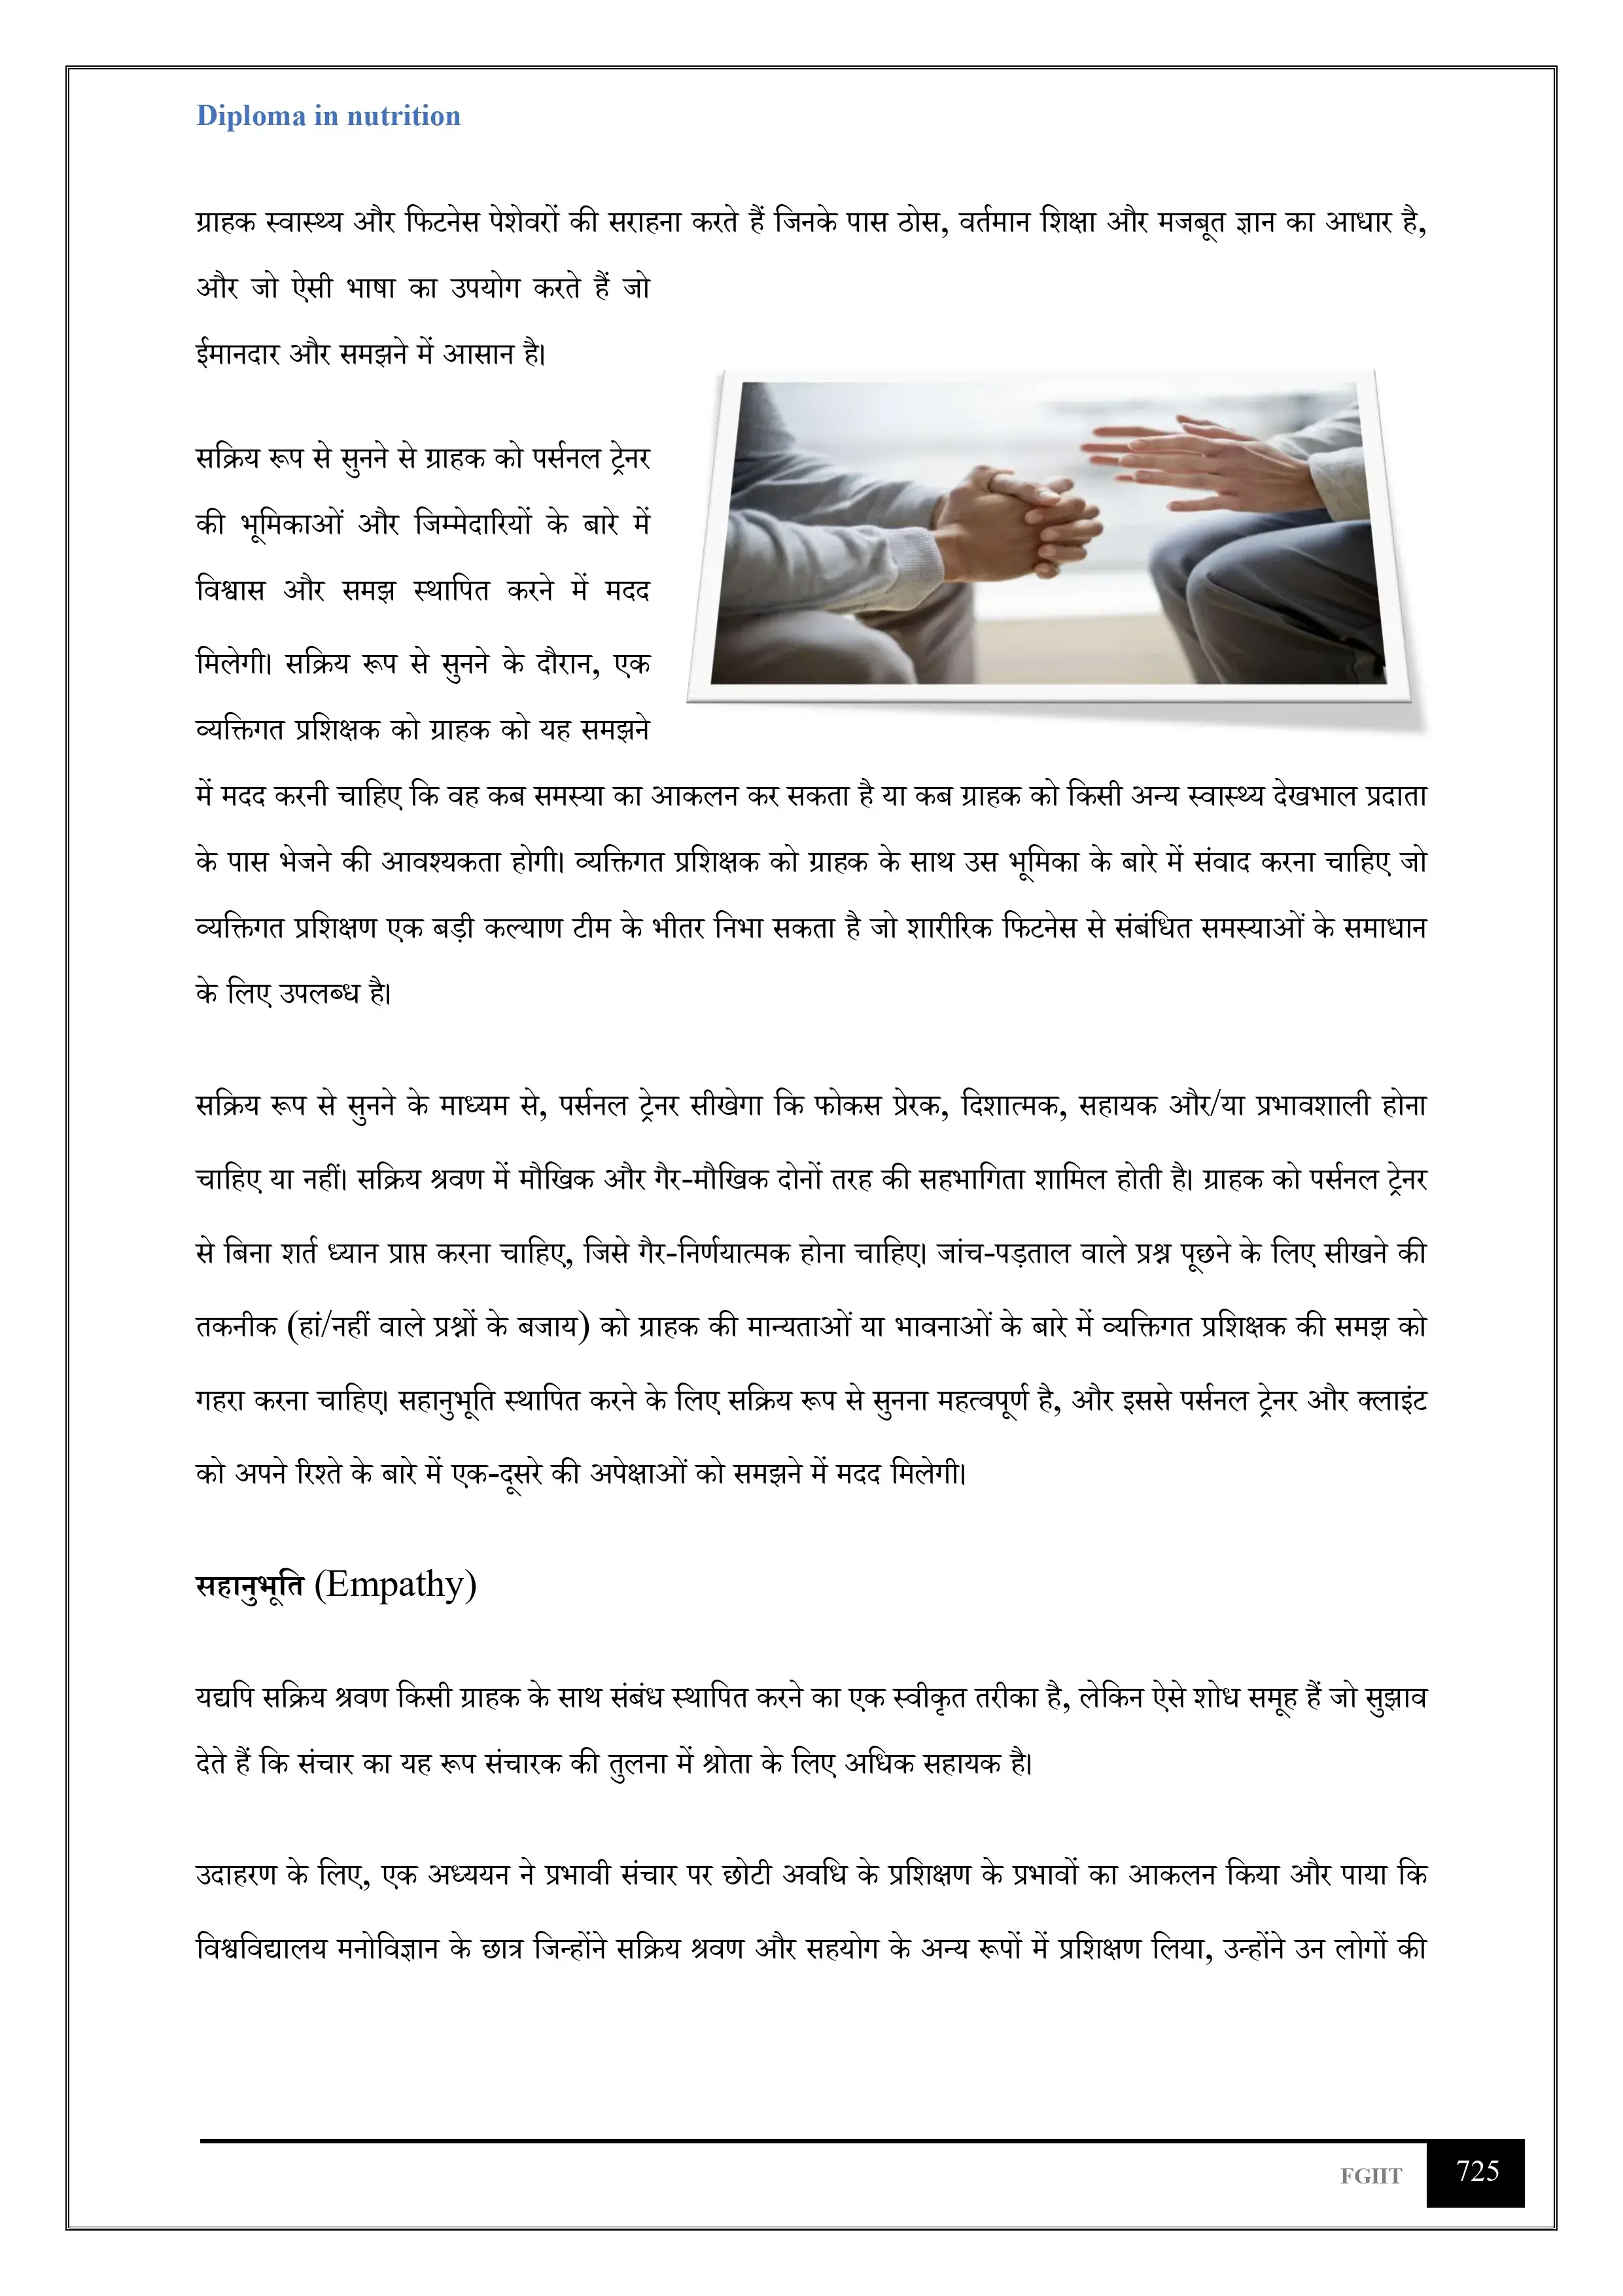 Diploma in nutrition
ग्राहक स्वास्थ्य और फिटनेस पेशेवरों की सराहना करते हैं जिनके पास ठोस, वर्तमान शिक्षा और मजबूत ज्ञान का आधार है,
और जो ऐसी भाषा का उपयोग करते हैं जो
ईमानदार और समझने में आसान है।
सक्रिय रूप से सुनने से ग्राहक को पर्सनल ट्रेनर
की भूमिकाओं और जिम्मेदारियों के बारे में
विश्वास और समझ स्थापित करने में मदद
मिलेगी। सक्रिय रूप से सुनने के दौरान, एक
व्यक्तिगत प्रशिक्षक को ग्राहक को यह समझने
में मदद करनी चाहिए कि वह कब समस्या का आकलन कर सकता है या कब ग्राहक को किसी अन्य स्वास्थ्य देखभाल प्रदाता
के पास भेजने की आवश्यकता होगी। व्यक्तिगत प्रशिक्षक को ग्राहक के साथ उस भूमिका के बारे में संवाद करना चाहिए जो
व्यक्तिगत प्रशिक्षण एक बड़ी कल्याण टीम के भीतर निभा सकता है जो शारीरिक फिटनेस से संबंधित समस्याओं के समाधान
के लिए उपलब्ध है।
सक्रिय रूप से सुनने के माध्यम से, पर्सनल ट्रेनर सीखेगा कि फोकस प्रेरक, दिशात्मक, सहायक और/या प्रभावशाली होना
चाहिए या नहीं। सक्रिय श्रवण में मौखिक और गैर-मौखिक दोनों तरह की सहभागिता शामिल होती है। ग्राहक को पर्सनल ट्रेनर
से बिना शर्त ध्यान प्राप्त करना चाहिए, जिसे गैर-निर्णयात्मक होना चाहिए। जांच-पड़ताल वाले प्रश्न पूछने के लिए सीखने की
तकनीक (हां/नहीं वाले प्रश्नों के बजाय) को ग्राहक की मान्यताओं या भावनाओं के बारे में व्यक्तिगत प्रशिक्षक की समझ को
गहरा करना चाहिए। सहानुभूति स्थापित करने के लिए सक्रिय रूप से सुनना महत्वपूर्ण है, और इससे पर्सनल ट्रेनर और क्लाइंट
को अपने रिश्ते के बारे में एक-दूसरे की अपेक्षाओं को समझने में मदद मिलेगी।
सहानुभूति (Empathy)
यद्यपि सक्रिय श्रवण किसी ग्राहक के साथ संबंध स्थापित करने का एक स्वीकृत तरीका है, लेकिन ऐसे शोध समूह हैं जो सुझाव
देते हैं कि संचार का यह रूप संचारक की तुलना में श्रोता के लिए अधिक सहायक है।
उदाहरण के लिए, एक अध्ययन ने प्रभावी संचार पर छोटी अवधि के प्रशिक्षण के प्रभावों का आकलन किया और पाया कि
विश्वविद्यालय मनोविज्ञान के छात्र जिन्होंने सक्रिय श्रवण और सहयोग के अन्य रूपों में प्रशिक्षण लिया, उन्होंने उन लोगों की
FGIIT 725